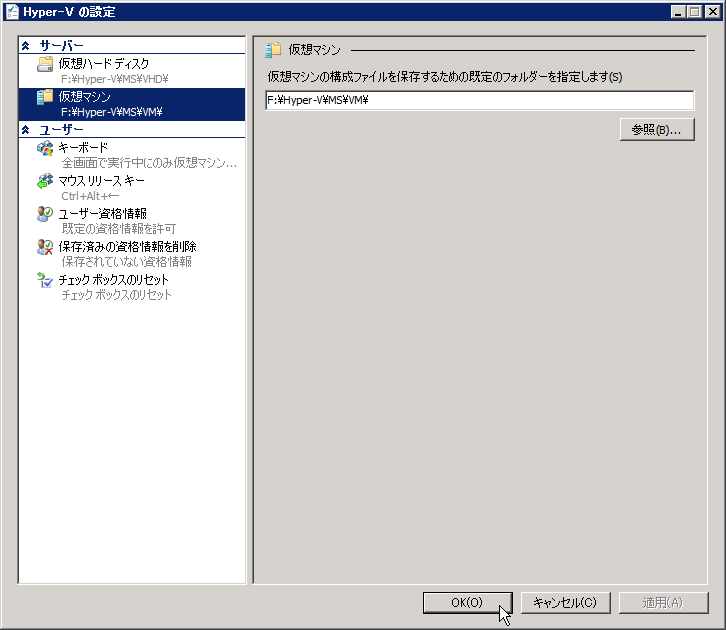 Hyper-V の設定
サーバー
仮想ハード ディスク
F:¥Hyper-V¥MS¥VHD¥
仮想マシン
F:¥Hyper-V¥MS¥VM¥
ユーザー
キーボード
全画面で実行中にのみ仮想マシン...
マウス リリース キー
Ctrl+Alt+←
ユーザー資格情報
既定の資格情報を許可
保存済みの資格情報を削除
保存されていない資格情報
チェック ボックスのリセット
チェック ボックスのリセット
仮想マシン
仮想マシンの構成ファイルを保存するための既定のフォルダーを指定します(S)
F:¥Hyper-V¥MS¥VM¥
参照(B)...
OK(O)
キャンセル(C)
適用(A)